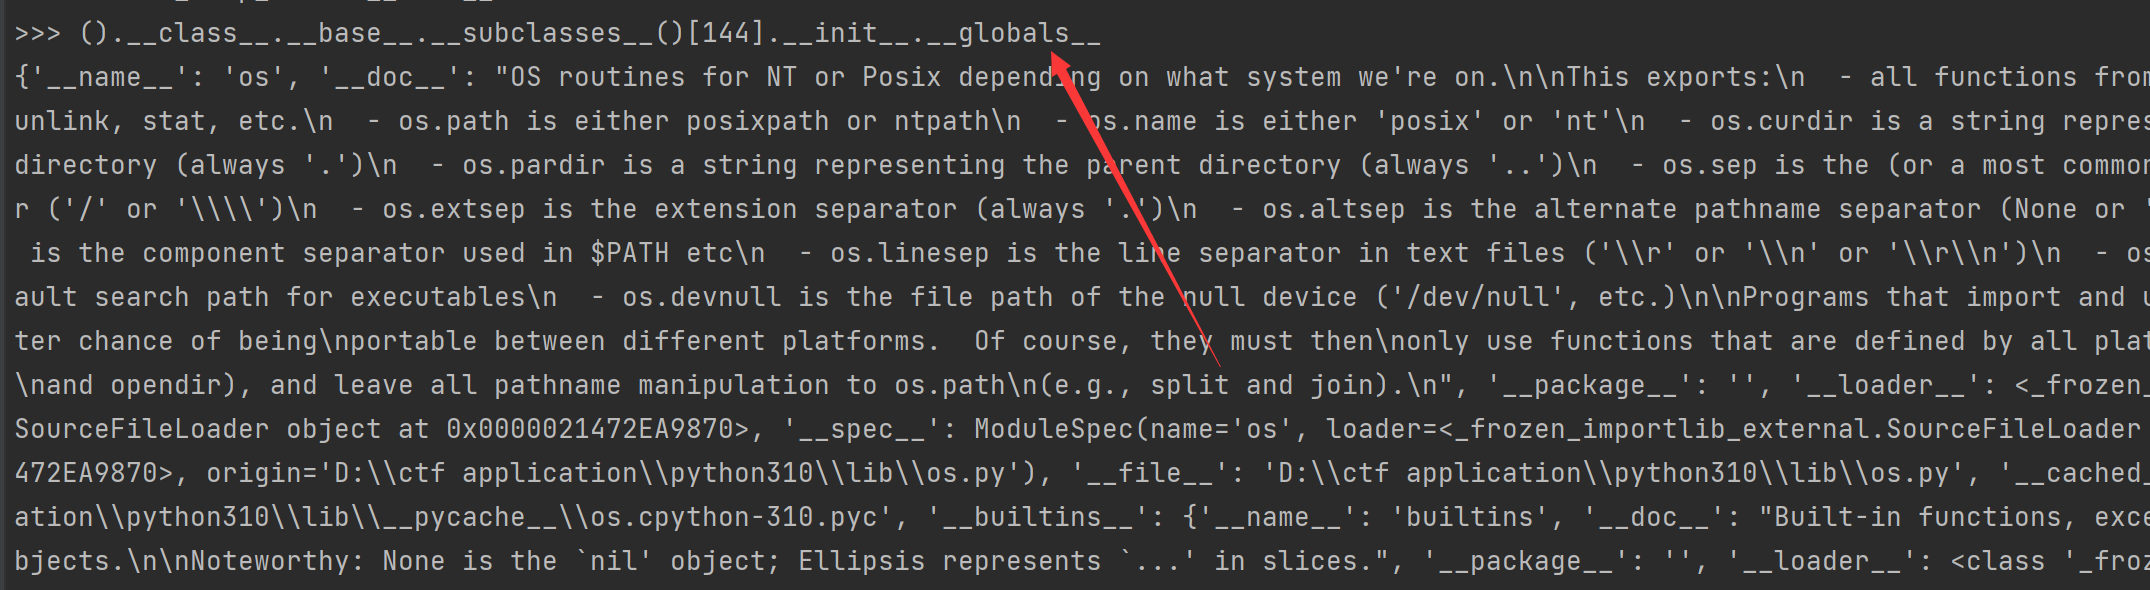 >>> ().__class__.__base__.__subclasses__()[144].__init__.__globals__
{'__name__': 'os', '__doc__': "OS routines for NT or Posix depending on what system we're on.\n\nThis exports:\n  - all functions from
unlink, stat, etc.\n  - os.path is either posixpath or ntpath\n  - os.name is either 'posix' or 'nt'\n  - os.curdir is a string repres
directory (always '.')\n  - os.pardir is a string representing the parent directory (always '..')\n  - os.sep is the (or a most common
r ('/' or '\\\\')\n  - os.extsep is the extension separator (always '.')\n  - os.altsep is the alternate pathname separator (None or '
 is the component separator used in $PATH etc\n  - os.linesep is the line separator in text files ('\\r' or '\\n' or '\\r\\n')\n  - os
ault search path for executables\n  - os.devnull is the file path of the null device ('/dev/null', etc.)\n\nPrograms that import and u
ter chance of being\nportable between different platforms.  Of course, they must then\nonly use functions that are defined by all plat
\nand opendir), and leave all pathname manipulation to os.path\n(e.g., split and join).\n", '__package__': '', '__loader__': <_frozen_
SourceFileLoader object at 0x0000021472EA9870>, '__spec__': ModuleSpec(name='os', loader=<_frozen_importlib_external.SourceFileLoader
472EA9870>, origin='D:\\ctf application\\python310\\lib\\os.py'), '__file__': 'D:\\ctf application\\python310\\lib\\os.py', '__cached_
ation\\python310\\lib\\__pycache__\\os.cpython-310.pyc', '__builtins__': {'__name__': 'builtins', '__doc__': "Built-in functions, exce
bjects.\n\nNoteworthy: None is the `nil' object; Ellipsis represents `...' in slices.", '__package__': '', '__loader__': <class '_froz